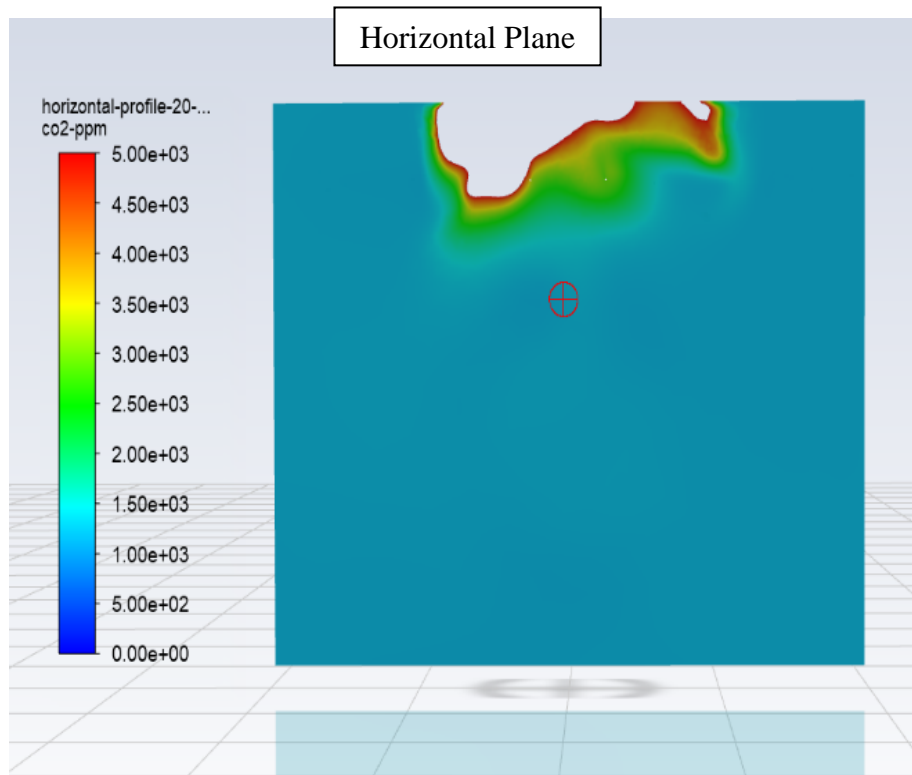 Horizontal Plane
horizontal-profile-20-...
co2-ppm
5.00e+03
4.50e+03
4.00e+03
3.50e+03
3.00e+03
2.50e+03
2.00e+03
1.50e+03
1.00e+03
5.00e+02
0.00e+00